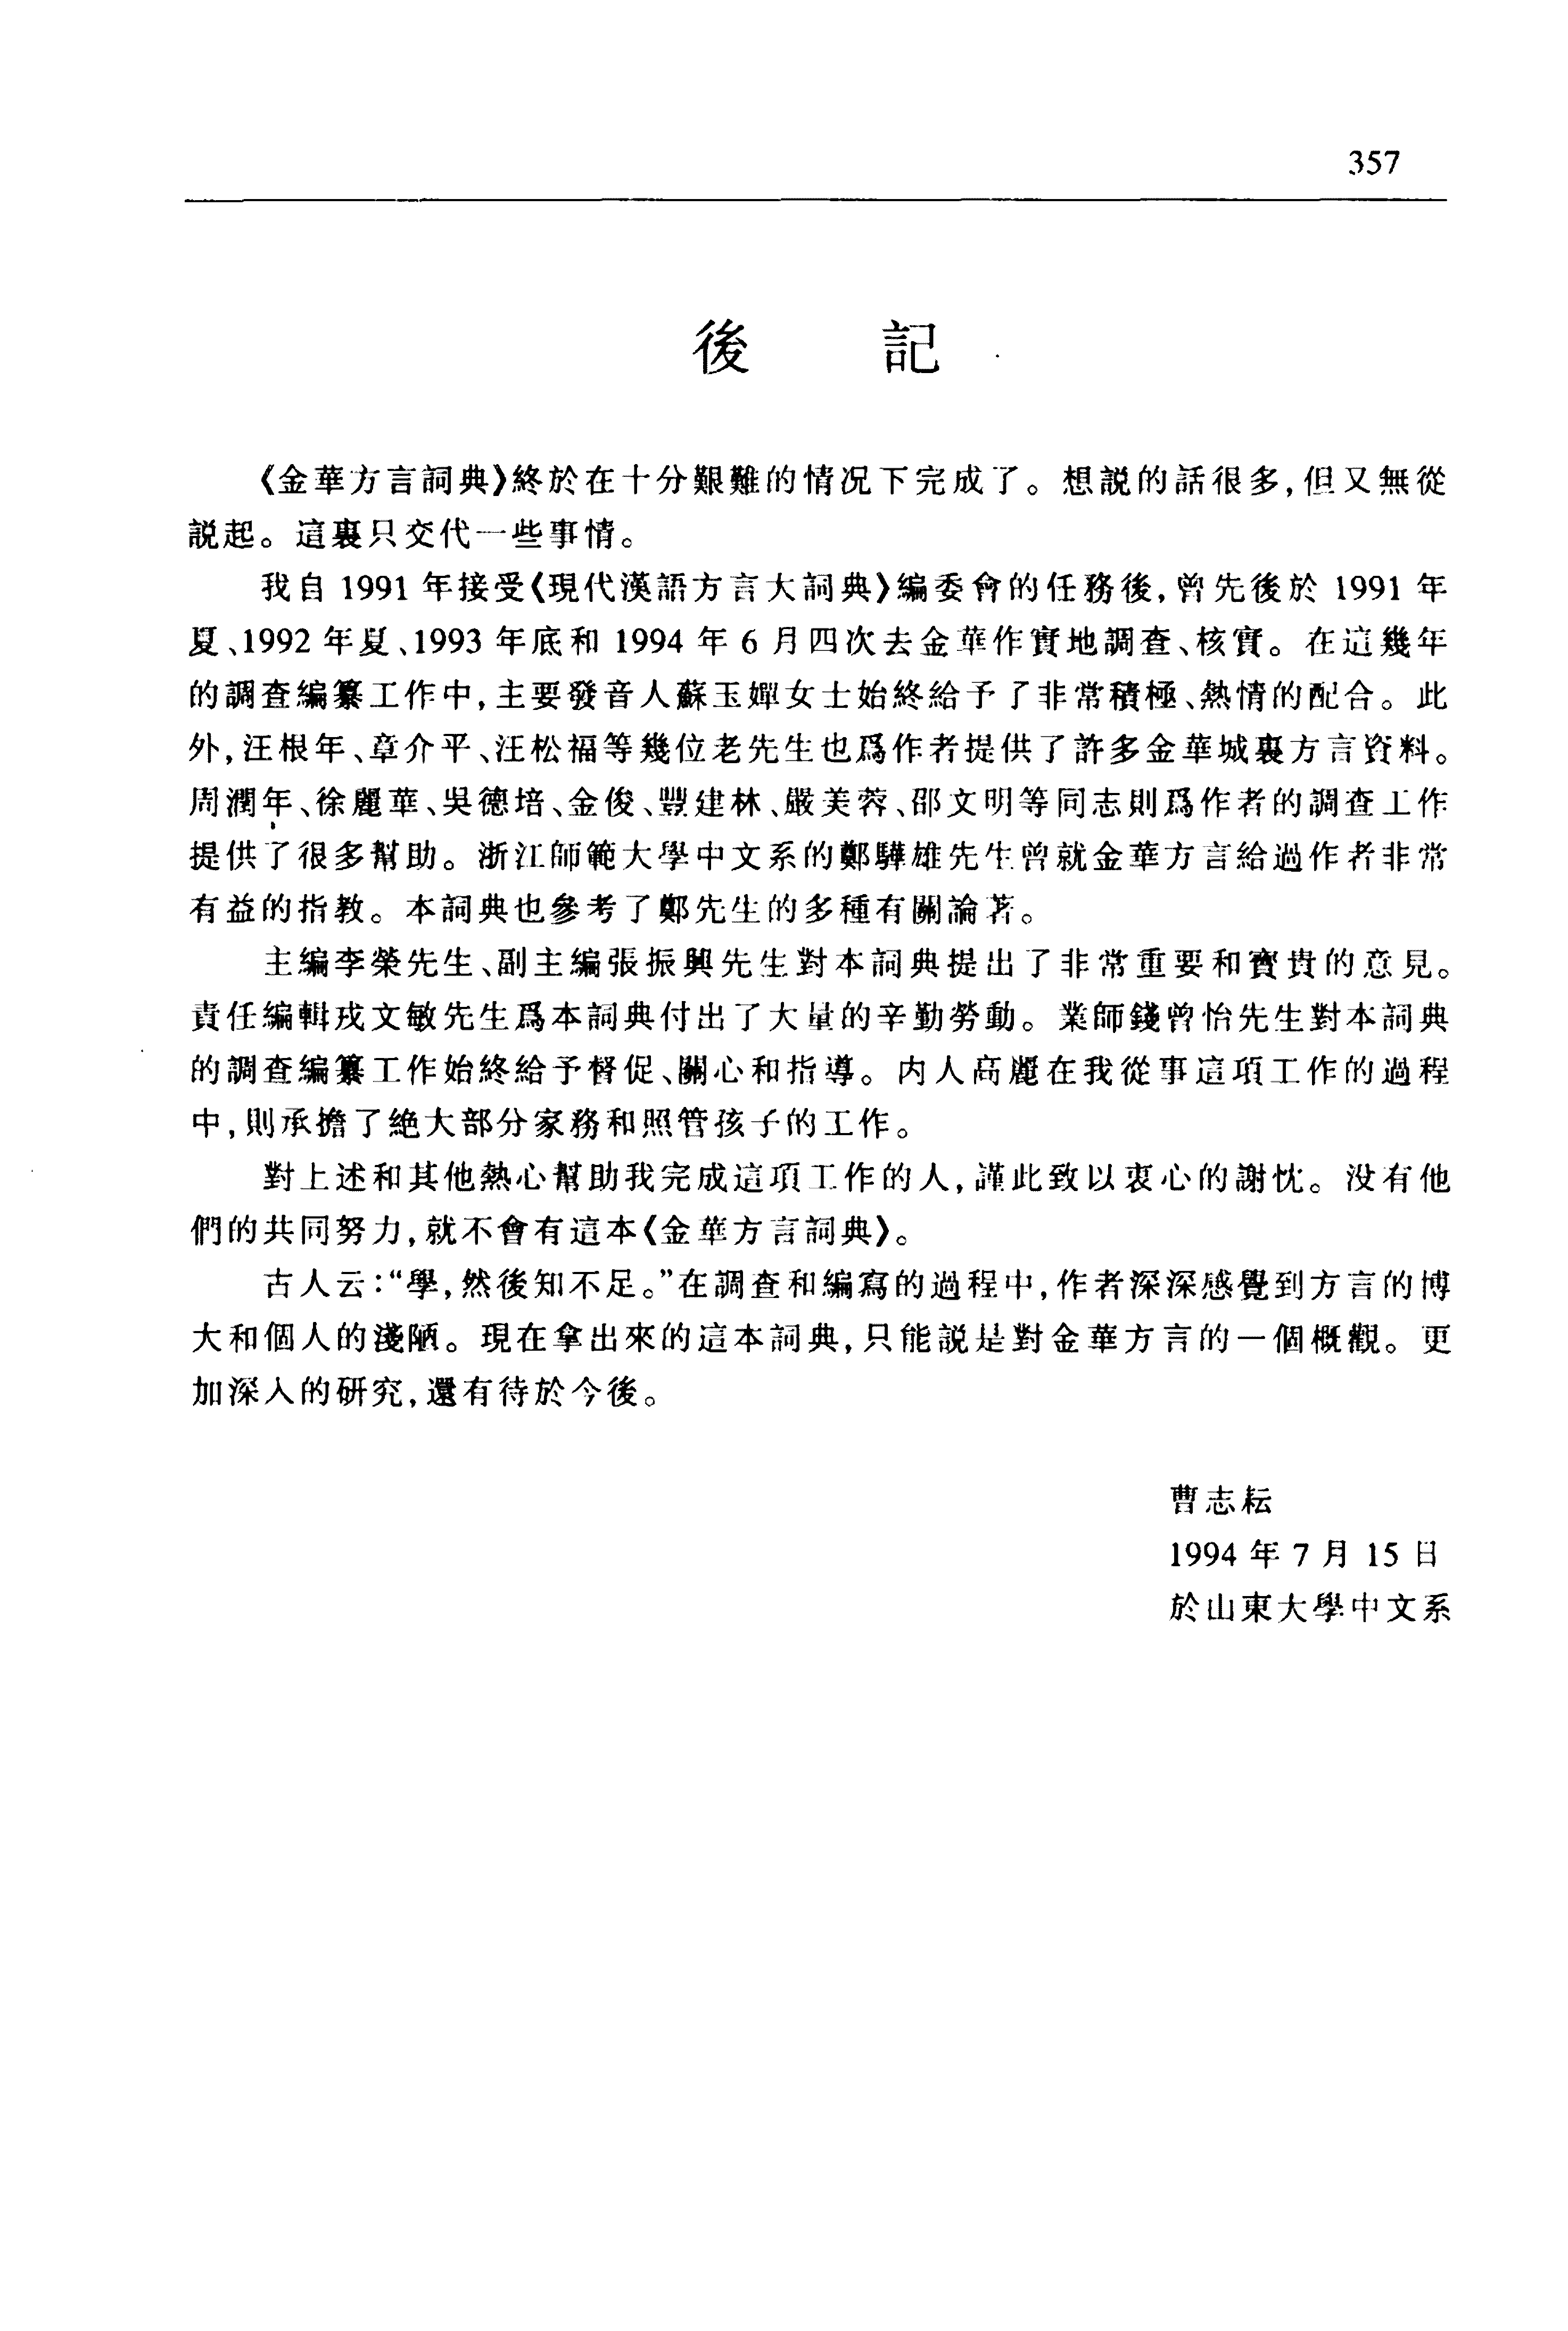 357
後 記
《金華方言詞典》終於在十分艱難的情况下完成了。想説的話很多,但又無從
説起。這裏只交代一些事情。
我自 1991 年接受《現代漢語方言大詞典》編委會的任務後,曾先後於 1991 年
夏、1992 年夏、1993 年底和 1994 年 6 月四次去金華作實地調查、核實。在這幾年
的調查編纂工作中,主要發音人蘇玉嬋女士始終給予了非常積極、熱情的配合。此
外,汪根年、章介平、汪松福等幾位老先生也爲作者提供了許多金華城裏方言資料。
周潤年、徐麗華、吳德培、金俊、豐建林、嚴美蓉、邵文明等同志則爲作者的調查工作
提供了很多幫助。浙江師範大學中文系的鄭驊雄先生曾就金華方言給過作者非常
有益的指教。本詞典也參考了鄭先生的多種有關論著。
主編李榮先生、副主編張振興先生對本詞典提出了非常重要和寶貴的意見。
責任編輯戎文敏先生爲本詞典付出了大量的辛勤勞動。業師錢曾怡先生對本詞典
的調查編纂工作始終給予督促、關心和指導。内人高麗在我從事這項工作的過程
中,則承擔了絶大部分家務和照管孩子的工作。
對上述和其他熱心幫助我完成這項工作的人,謹此致以衷心的謝忱。没有他
們的共同努力,就不會有這本《金華方言詞典》。
古人云:“學,然後知不足。”在調查和編寫的過程中,作者深深感覺到方言的博
大和個人的淺陋。現在拿出來的這本詞典,只能説是對金華方言的一個概觀。更
加深入的研究,還有待於今後。
曹志耘
1994 年 7 月 15 日
於山東大學中文系